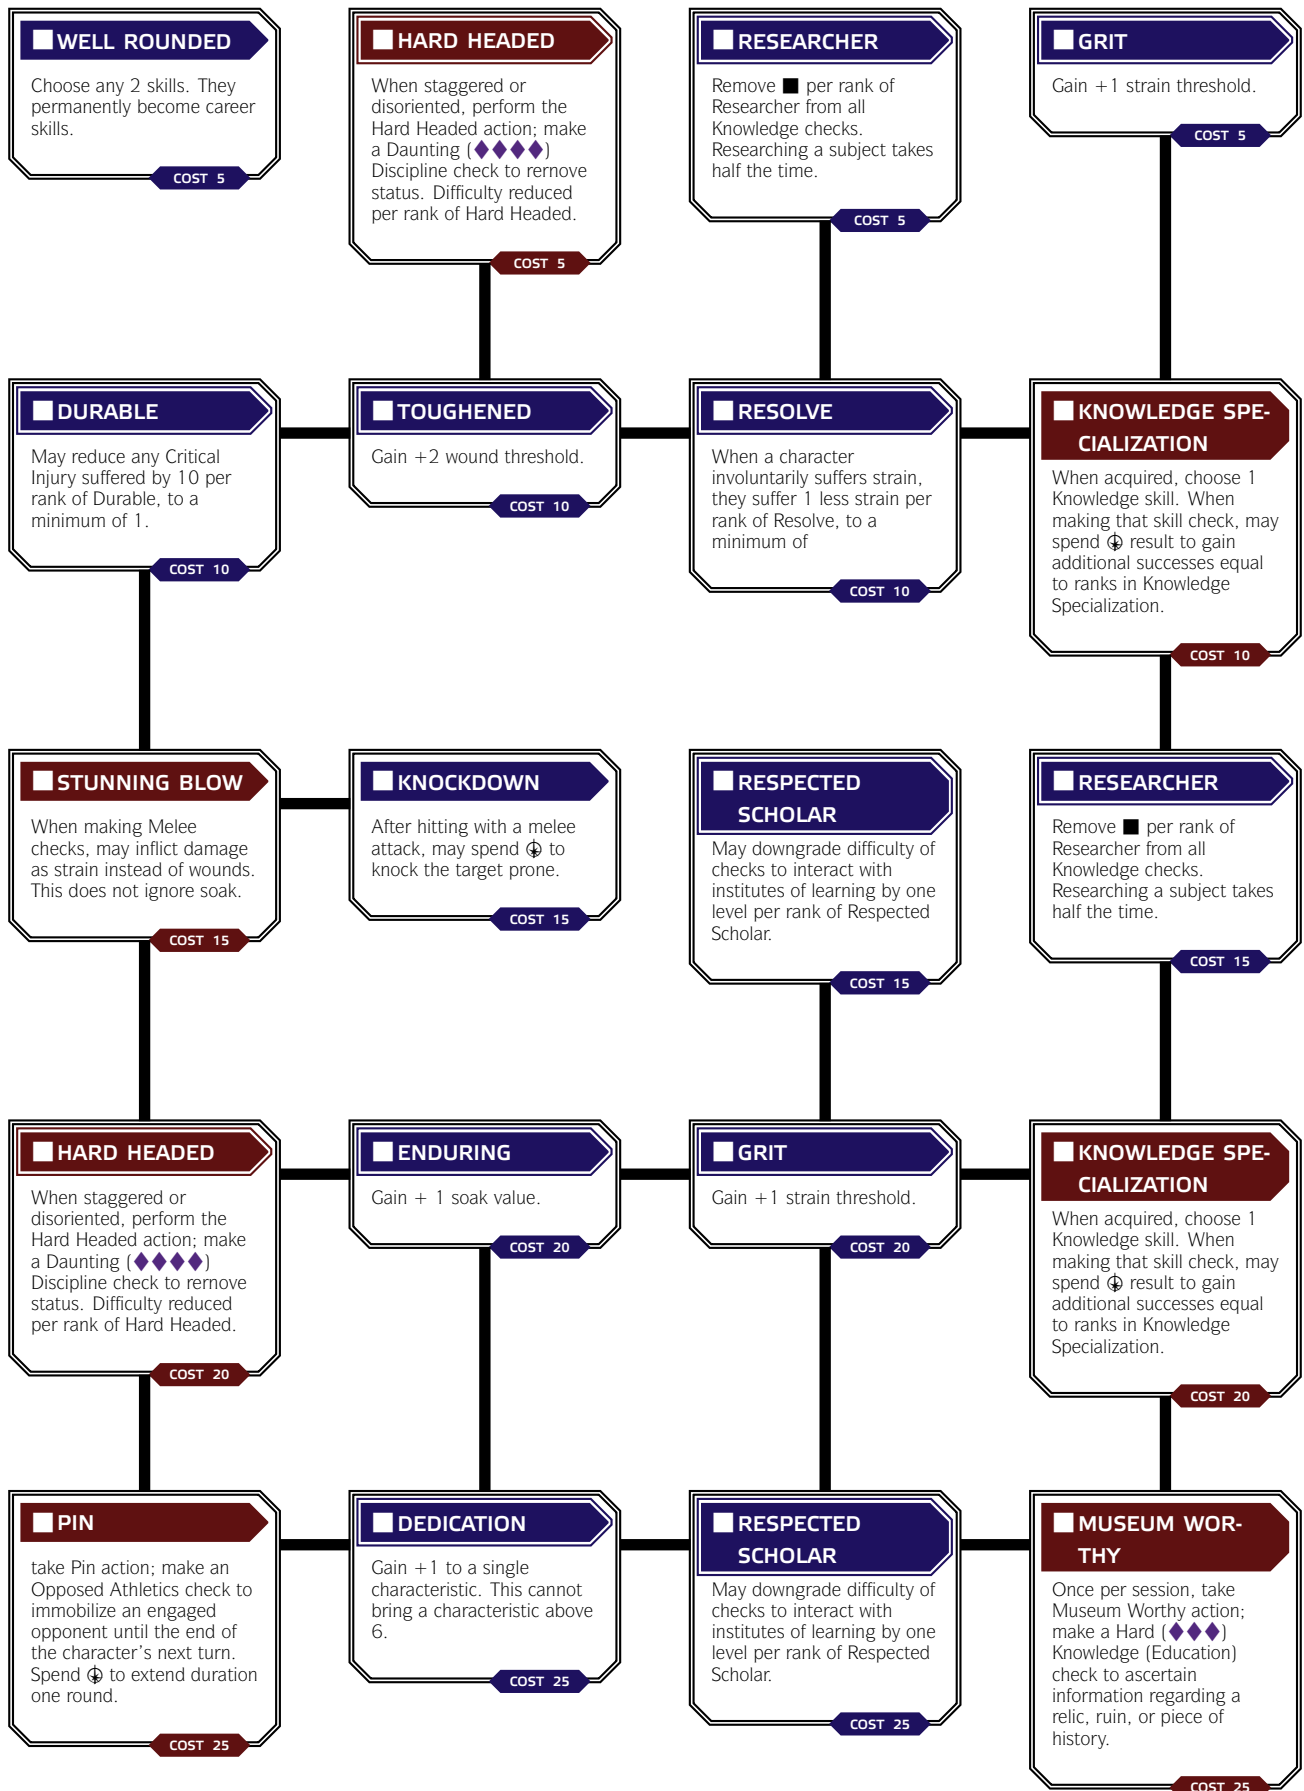 WELL ROUNDED
Choose any 2 skills. They
permanently become career
skills.
COST 5
HARD HEADED
When staggered or
disoriented, perform the
Hard Headed action; make
a Daunting (◆◆◆◆)
Discipline check to rernove
status. Difficulty reduced
per rank of Hard Headed.
COST 5
RESEARCHER
Remove ■ per rank of
Researcher from all
Knowledge checks.
Researching a subject takes
half the time.
COST 5
GRIT
Gain +1 strain threshold.
COST 5
DURABLE
May reduce any Critical
Injury suffered by 10 per
rank of Durable, to a
minimum of 1.
COST 10
TOUGHENED
Gain +2 wound threshold.
COST 10
RESOLVE
When a character
involuntarily suffers strain,
they suffer 1 less strain per
rank of Resolve, to a
minimum of
COST 10
KNOWLEDGE SPE-
CIALIZATION
When acquired, choose 1
Knowledge skill. When
making that skill check, may
spend result to gain
additional successes equal
to ranks in Knowledge
Specialization.
COST 10
STUNNING BLOW
When making Melee
checks, may inflict damage
as strain instead of wounds.
This does not ignore soak.
COST 15
KNOCKDOWN
After hitting with a melee
attack, may spend to
knock the target prone.
COST 15
RESPECTED
SCHOLAR
May downgrade difficulty of
checks to interact with
institutes of learning by one
level per rank of Respected
Scholar.
COST 15
RESEARCHER
Remove ■ per rank of
Researcher from all
Knowledge checks.
Researching a subject takes
half the time.
COST 15
HARD HEADED
When staggered or
disoriented, perform the
Hard Headed action; make
a Daunting (◆◆◆◆)
Discipline check to rernove
status. Difficulty reduced
per rank of Hard Headed.
COST 20
ENDURING
Gain + 1 soak value.
COST 20
GRIT
Gain +1 strain threshold.
COST 20
KNOWLEDGE SPE-
CIALIZATION
When acquired, choose 1
Knowledge skill. When
making that skill check, may
spend result to gain
additional successes equal
to ranks in Knowledge
Specialization.
COST 20
PIN
take Pin action; make an
Opposed Athletics check to
immobilize an engaged
opponent until the end of
the character's next turn.
Spend to extend duration
one round.
COST 25
DEDICATION
Gain +1 to a single
characteristic. This cannot
bring a characteristic above
6.
COST 25
RESPECTED
SCHOLAR
May downgrade difficulty of
checks to interact with
institutes of learning by one
level per rank of Respected
Scholar.
COST 25
MUSEUM WOR-
THY
Once per session, take
Museum Worthy action;
make a Hard (◆◆◆)
Knowledge (Education)
check to ascertain
information regarding a
relic, ruin, or piece of
history.
COST 25